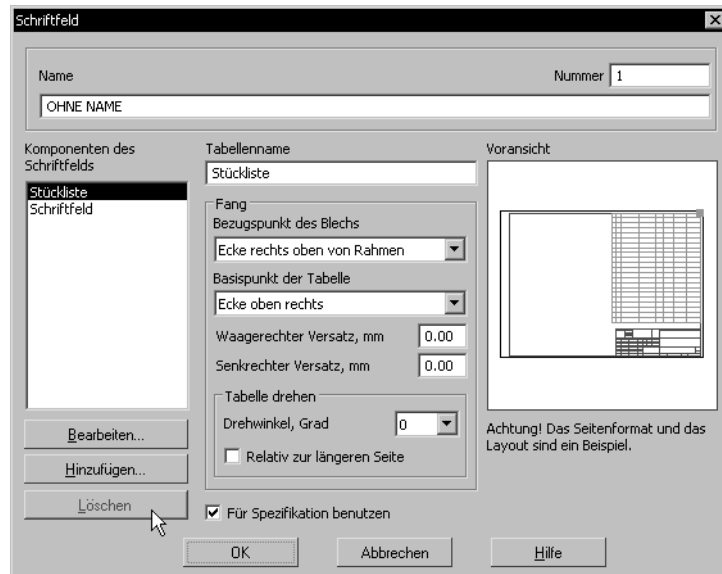 Schriftfeld
Name
Nummer 1
OHNE NAME
Komponenten des
Schriftfelds
Stückliste
Schriftfeld
Bearbeiten...
Hinzufügen...
Löschen
Tabellenname
Stückliste
Fang
Bezugspunkt des Blechs
Ecke rechts oben von Rahmen
Basispunkt der Tabelle
Ecke oben rechts
Waagerechter Versatz, mm 0.00
Senkrechter Versatz, mm 0.00
Tabelle drehen
Drehwinkel, Grad 0
Relativ zur längeren Seite
Für Spezifikation benutzen
Voransicht
Achtung! Das Seitenformat und das
Layout sind ein Beispiel.
OK Abbrechen Hilfe